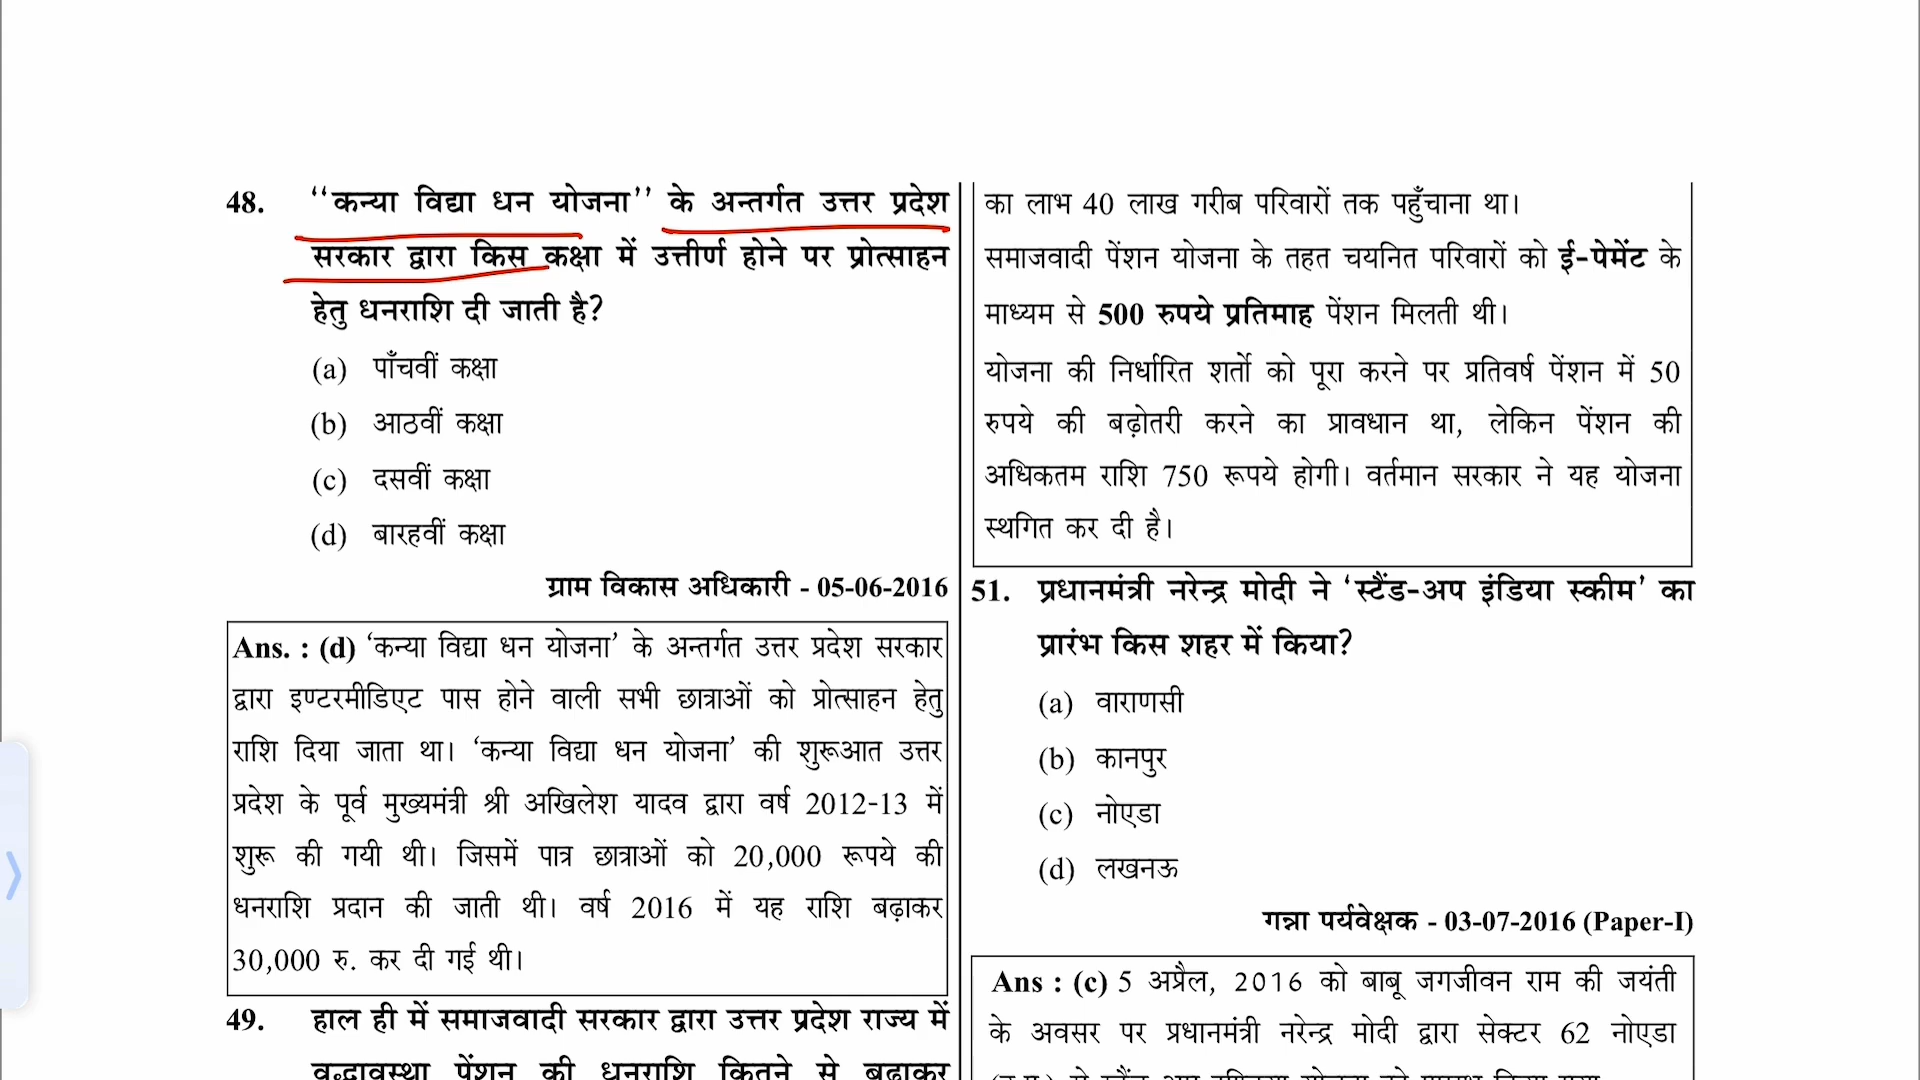 48. ‘‘कन्या विद्या धन योजना’’ के अन्तर्गत उत्तर प्रदेश
सरकार द्वारा किस कक्षा में उत्तीर्ण होने पर प्रोत्साहन
हेतु धनराशि दी जाती है?
(a) पाँचवीं कक्षा
(b) आठवीं कक्षा
(c) दसवीं कक्षा
(d) बारहवीं कक्षा
ग्राम विकास अधिकारी - 05-06-2016
Ans. : (d) ‘कन्या विद्या धन योजना’ के अन्तर्गत उत्तर प्रदेश सरकार
द्वारा इण्टरमीडिएट पास होने वाली सभी छात्राओं को प्रोत्साहन हेतु
राशि दिया जाता था। ‘कन्या विद्या धन योजना’ की शुरूआत उत्तर
प्रदेश के पूर्व मुख्यमंत्री श्री अखिलेश यादव द्वारा वर्ष 2012-13 में
शुरू की गयी थी। जिसमें पात्र छात्राओं को 20,000 रूपये की
धनराशि प्रदान की जाती थी। वर्ष 2016 में यह राशि बढ़ाकर
30,000 रु. कर दी गई थी।
49. हाल ही में समाजवादी सरकार द्वारा उत्तर प्रदेश राज्य में
वृद्धावस्था पेंशन की धनराशि कितने से बढ़ाकर
का लाभ 40 लाख गरीब परिवारों तक पहुँचाना था।
समाजवादी पेंशन योजना के तहत चयनित परिवारों को ई-पेमेंट के
माध्यम से 500 रुपये प्रतिमाह पेंशन मिलती थी।
योजना की निर्धारित शर्तो को पूरा करने पर प्रतिवर्ष पेंशन में 50
रुपये की बढ़ोतरी करने का प्रावधान था, लेकिन पेंशन की
अधिकतम राशि 750 रूपये होगी। वर्तमान सरकार ने यह योजना
स्थगित कर दी है।
51. प्रधानमंत्री नरेन्द्र मोदी ने ‘स्टैंड-अप इंडिया स्कीम’ का
प्रारंभ किस शहर में किया?
(a) वाराणसी
(b) कानपुर
(c) नोएडा
(d) लखनऊ
गन्ना पर्यवेक्षक - 03-07-2016 (Paper-I)
Ans : (c) 5 अप्रैल, 2016 को बाबू जगजीवन राम की जयंती
के अवसर पर प्रधानमंत्री नरेन्द्र मोदी द्वारा सेक्टर 62 नोएडा